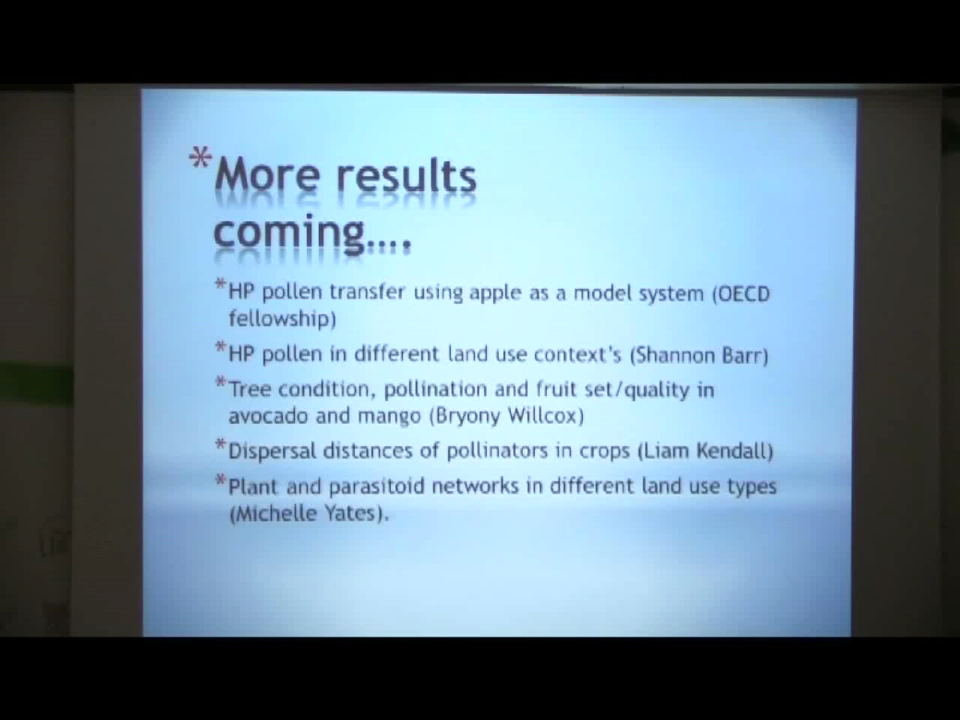 *More results
coming....
*HP pollen transfer using apple as a model system (OECD
fellowship)
*HP pollen in different land use context's (Shannon Barr)
*Tree condition, pollination and fruit set/quality in
avocado and mango (Bryony Willcox)
*Dispersal distances of pollinators in crops (Liam Kendall)
*Plant and parasitoid networks in different land use types
(Michelle Yates).